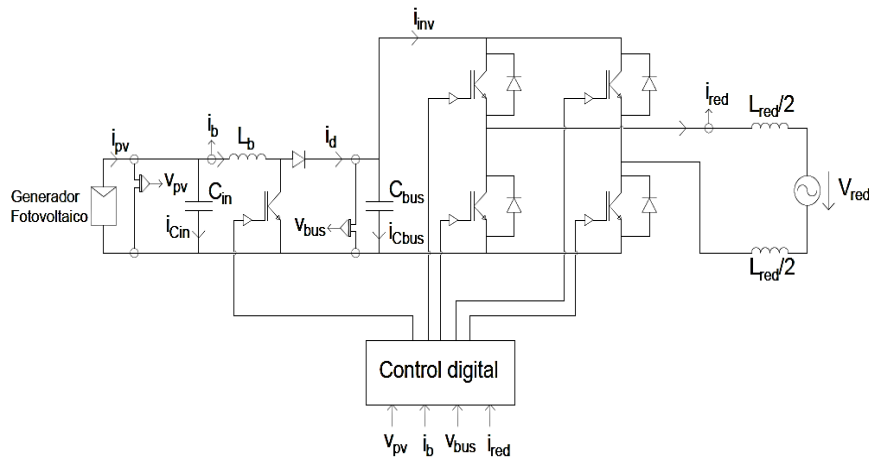 i_inv
i_pv
i_b
L_b
i_d
i_red
L_red/2
Generador
Fotovoltaico
v_pv
C_in
i_Cin
v_bus
C_bus
i_Cbus
V_red
L_red/2
Control digital
v_pv i_b v_bus i_red